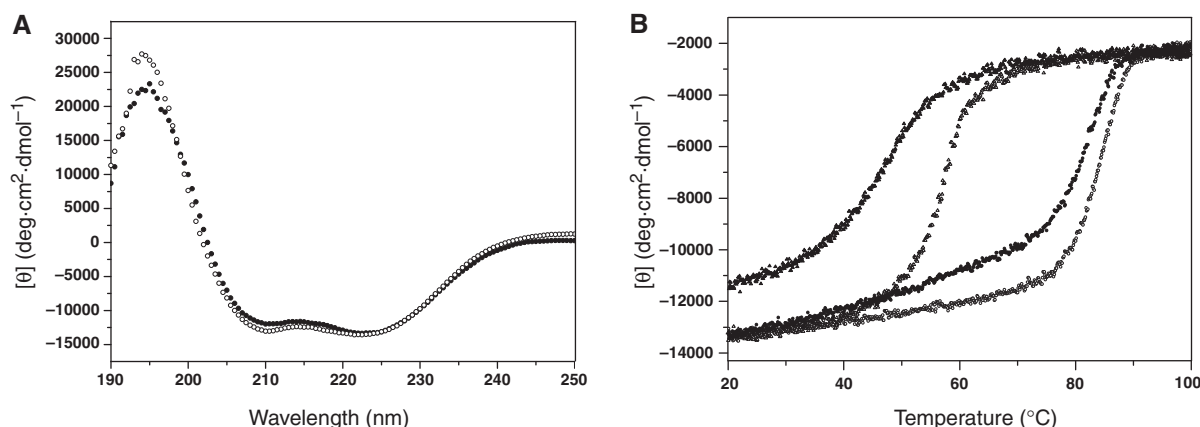 A
30000
25000
20000
15000
10000
5000
0
−5000
−10000
−15000
[θ] (deg·cm²·dmol⁻¹)
190 200 210 220 230 240 250
Wavelength (nm)
B
−2000
−4000
−6000
−8000
−10000
−12000
−14000
[θ] (deg·cm²·dmol⁻¹)
20 40 60 80 100
Temperature (°C)